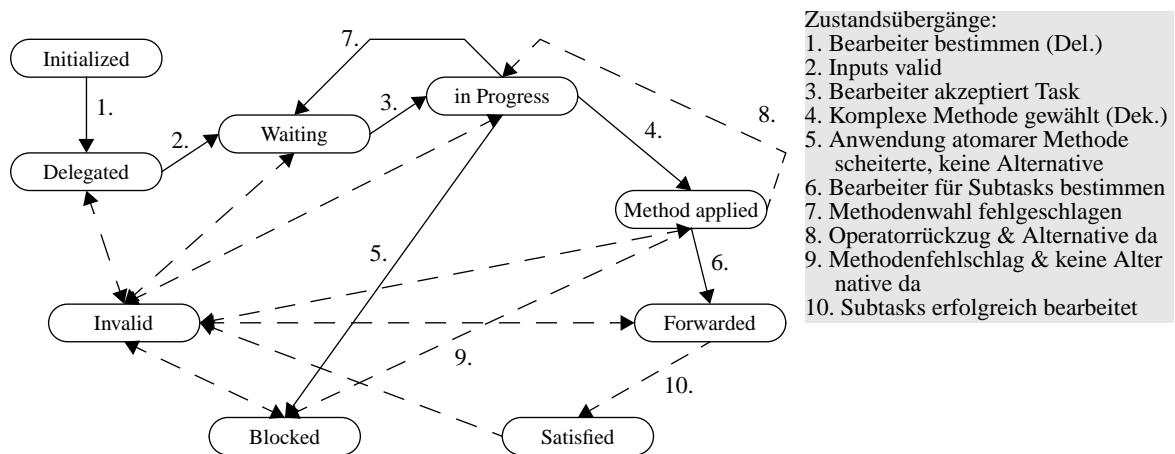 Initialized
1.
Delegated
2.
Waiting
7.
3.
in Progress
4.
8.
Method applied
5.
6.
Invalid
Forwarded
9.
10.
Blocked
Satisfied
Zustandsübergänge:
1. Bearbeiter bestimmen (Del.)
2. Inputs valid
3. Bearbeiter akzeptiert Task
4. Komplexe Methode gewählt (Dek.)
5. Anwendung atomarer Methode
scheiterte, keine Alternative
6. Bearbeiter für Subtasks bestimmen
7. Methodenwahl fehlgeschlagen
8. Operatorrückzug & Alternative da
9. Methodenfehlschlag & keine Alter
native da
10. Subtasks erfolgreich bearbeitet